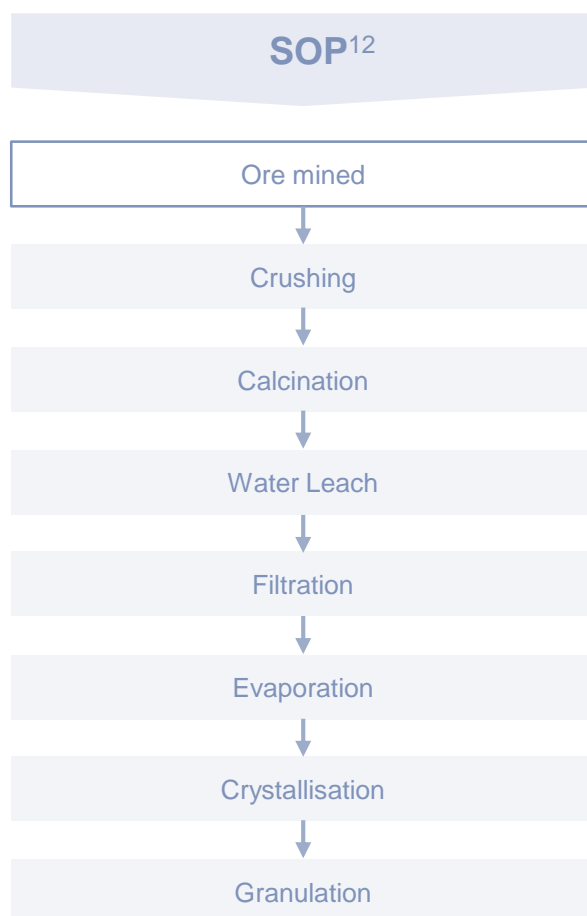 SOP12
Ore mined
Crushing
Calcination
Water Leach
Filtration
Evaporation
Crystallisation
Granulation